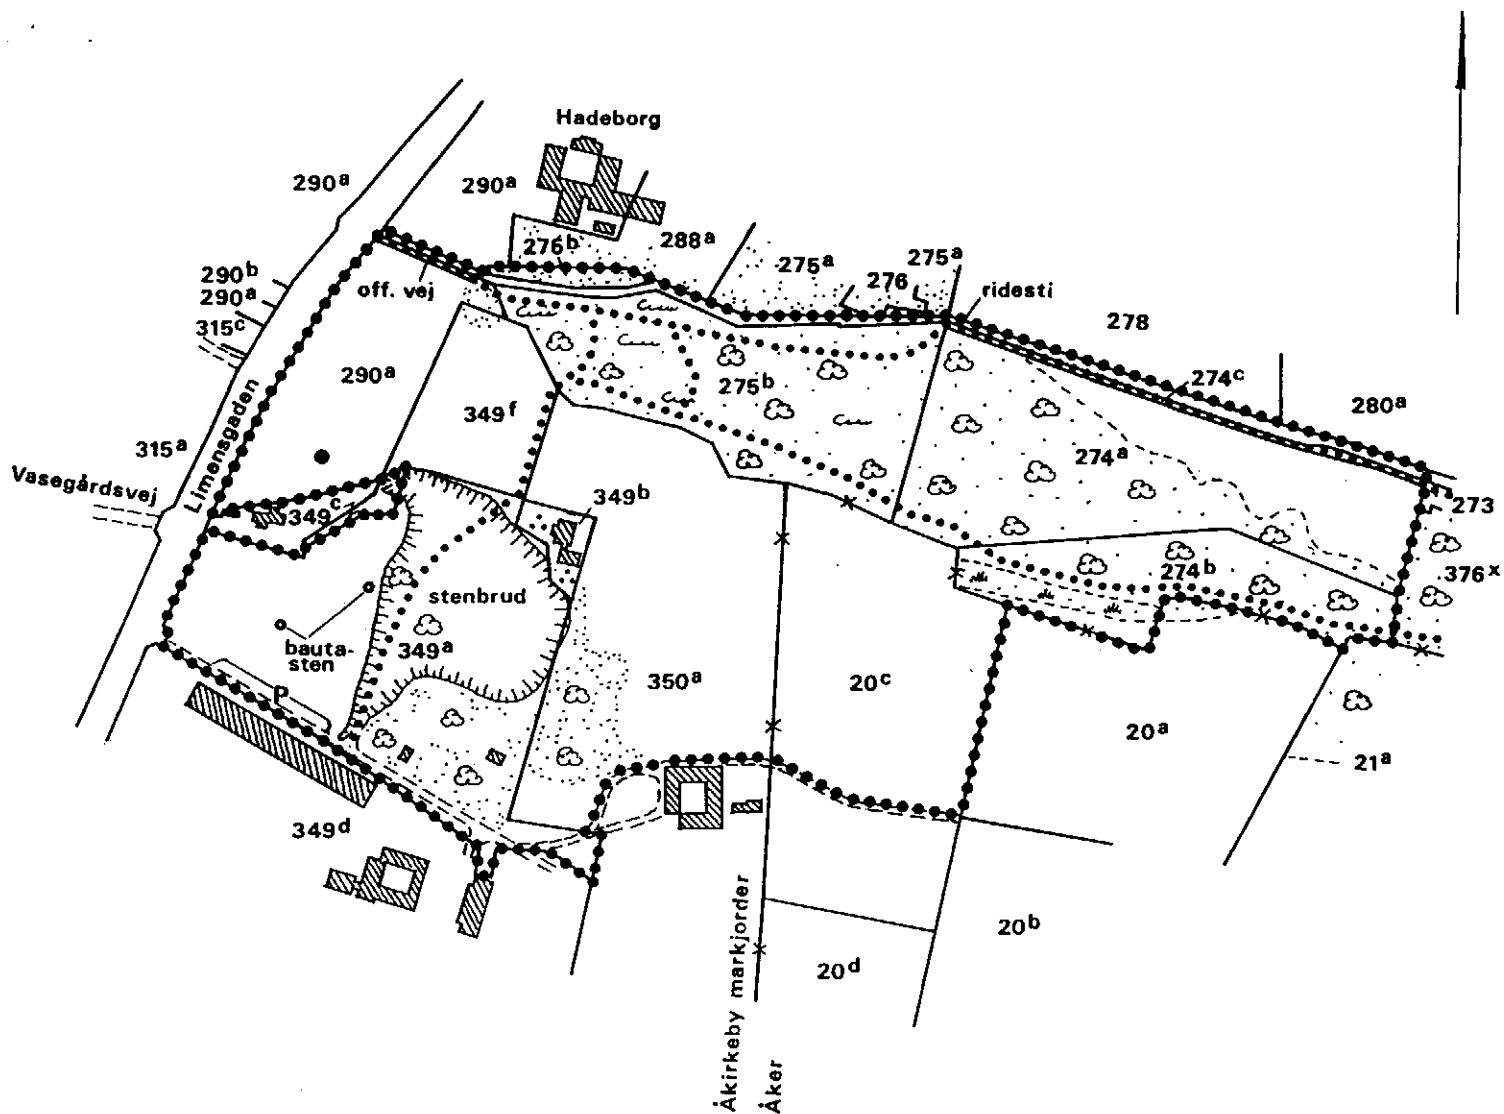 Hadeborg
290ᵃ
290ᵃ
276ᵇ
288ᵃ
275ᵃ
275ᵃ
276
290ᵇ
290ᵃ
315ᶜ
off. vej
ridesti
278
290ᵃ
349ᶠ
275ᵇ
274ᶜ
280ᵃ
Limensgaden
315ᵃ
Vasegårdsvej
349ᶜ
349ᵇ
274ᵃ
273
376ˣ
274ᵇ
stenbrud
bauta-
sten
349ᵃ
350ᵃ
20ᶜ
P
20ᵃ
21ᵃ
349ᵈ
20ᵇ
20ᵈ
Åkirkeby markjorder
Åker